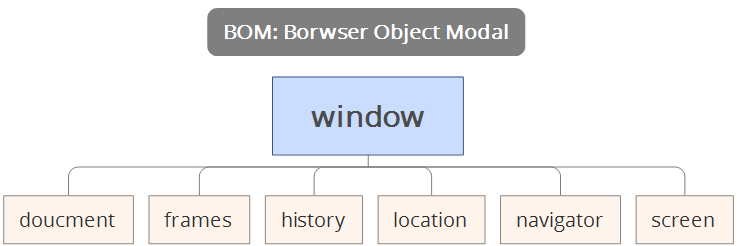 BOM: Borwser Object Modal
window
doucment
frames
history
location
navigator
screen